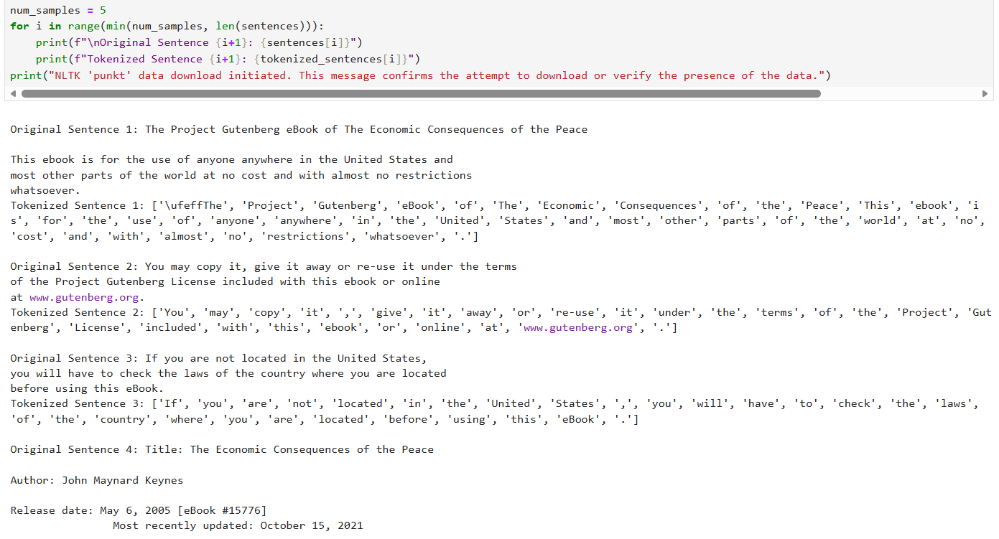 num_samples = 5
for i in range(min(num_samples, len(sentences))):
    print(f"\nOriginal Sentence {i+1}: {sentences[i]}")
    print(f"Tokenized Sentence {i+1}: {tokenized_sentences[i]}")
print("NLTK 'punkt' data download initiated. This message confirms the attempt to download or verify the presence of the data.")
Original Sentence 1: The Project Gutenberg eBook of The Economic Consequences of the Peace
This ebook is for the use of anyone anywhere in the United States and
most other parts of the world at no cost and with almost no restrictions
whatsoever.
Tokenized Sentence 1: ['\ufeffThe', 'Project', 'Gutenberg', 'eBook', 'of', 'The', 'Economic', 'Consequences', 'of', 'the', 'Peace', 'This', 'ebook', 'i
s', 'for', 'the', 'use', 'of', 'anyone', 'anywhere', 'in', 'the', 'United', 'States', 'and', 'most', 'other', 'parts', 'of', 'the', 'world', 'at', 'no',
'cost', 'and', 'with', 'almost', 'no', 'restrictions', 'whatsoever', '.']
Original Sentence 2: You may copy it, give it away or re-use it under the terms
of the Project Gutenberg License included with this ebook or online
at www.gutenberg.org.
Tokenized Sentence 2: ['You', 'may', 'copy', 'it', ',', 'give', 'it', 'away', 'or', 're-use', 'it', 'under', 'the', 'terms', 'of', 'the', 'Project', 'Gut
enberg', 'License', 'included', 'with', 'this', 'ebook', 'or', 'online', 'at', 'www.gutenberg.org', '.']
Original Sentence 3: If you are not located in the United States,
you will have to check the laws of the country where you are located
before using this eBook.
Tokenized Sentence 3: ['If', 'you', 'are', 'not', 'located', 'in', 'the', 'United', 'States', ',', 'you', 'will', 'have', 'to', 'check', 'the', 'laws',
'of', 'the', 'country', 'where', 'you', 'are', 'located', 'before', 'using', 'this', 'eBook', '.']
Original Sentence 4: Title: The Economic Consequences of the Peace
Author: John Maynard Keynes
Release date: May 6, 2005 [eBook #15776]
                Most recently updated: October 15, 2021